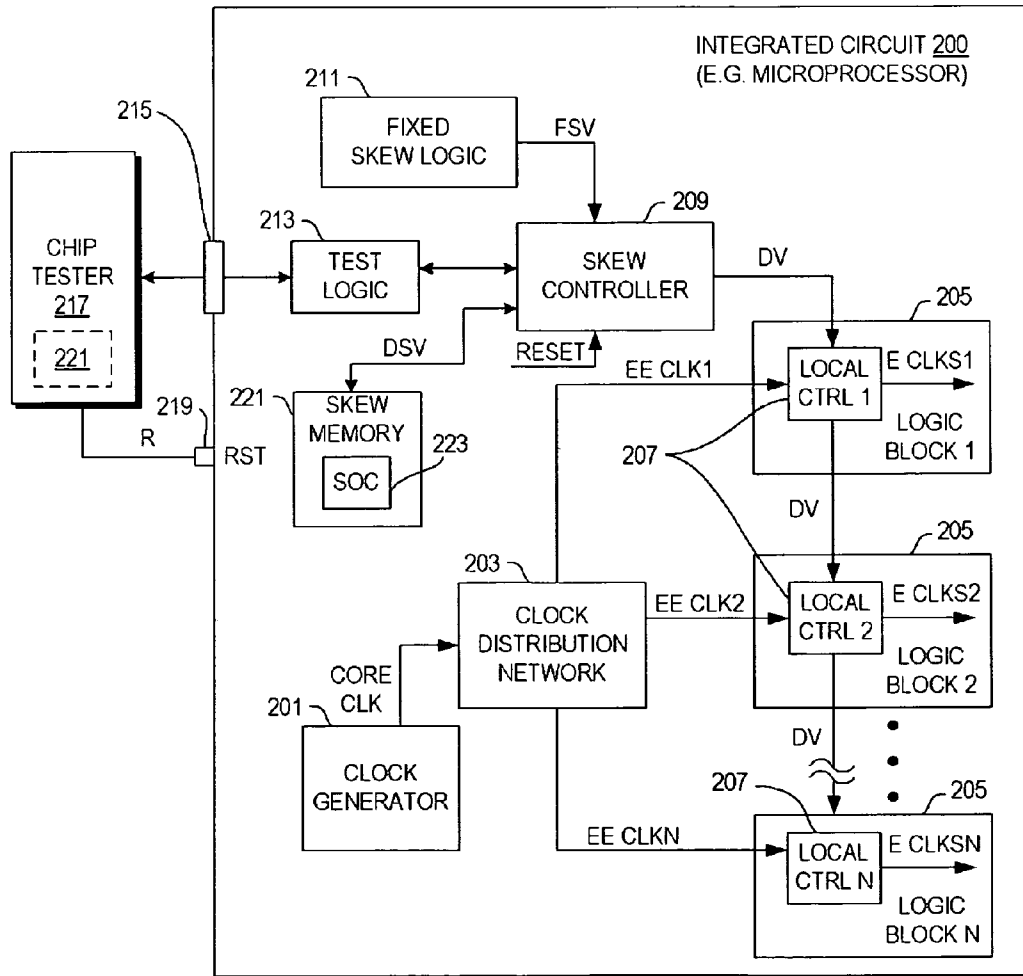 INTEGRATED CIRCUIT 200
(E.G. MICROPROCESSOR)
211
FIXED
SKEW LOGIC
FSV
215
CHIP
TESTER
217
221
213
TEST
LOGIC
209
SKEW
CONTROLLER
DV
RESET
DSV
R
219
RST
221
SKEW
MEMORY
223
SOC
205
EE CLK1
LOCAL
CTRL 1
E CLKS1
LOGIC
BLOCK 1
207
DV
203
CLOCK
DISTRIBUTION
NETWORK
205
EE CLK2
LOCAL
CTRL 2
E CLKS2
LOGIC
BLOCK 2
CORE
CLK
201
CLOCK
GENERATOR
DV
207
205
EE CLKN
LOCAL
CTRL N
E CLKSN
LOGIC
BLOCK N